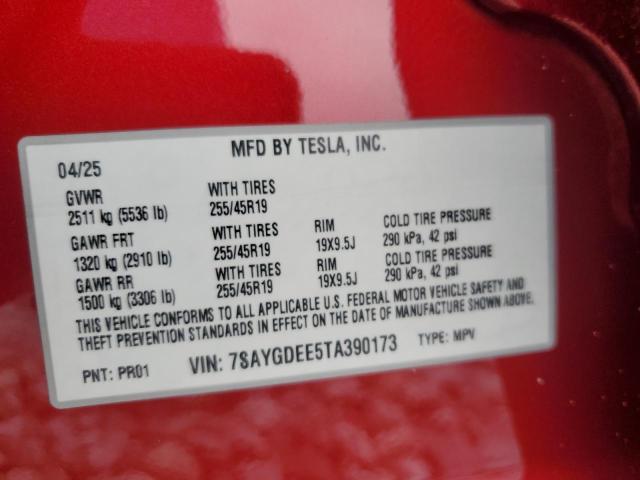 MFD BY TESLA, INC.
04/25
GVWR WITH TIRES
2511 kg (5536 lb) 255/45R19
GAWR FRT WITH TIRES RIM COLD TIRE PRESSURE
1320 kg (2910 lb) 255/45R19 19X9.5J 290 kPa, 42 psi
GAWR RR WITH TIRES RIM COLD TIRE PRESSURE
1500 kg (3306 lb) 255/45R19 19X9.5J 290 kPa, 42 psi
THIS VEHICLE CONFORMS TO ALL APPLICABLE U.S. FEDERAL MOTOR VEHICLE SAFETY AND
THEFT PREVENTION STANDARDS IN EFFECT ON THE DATE OF MANUFACTURE SHOWN ABOVE.
PNT: PR01 VIN: 7SAYGDEE5TA390173 TYPE: MPV